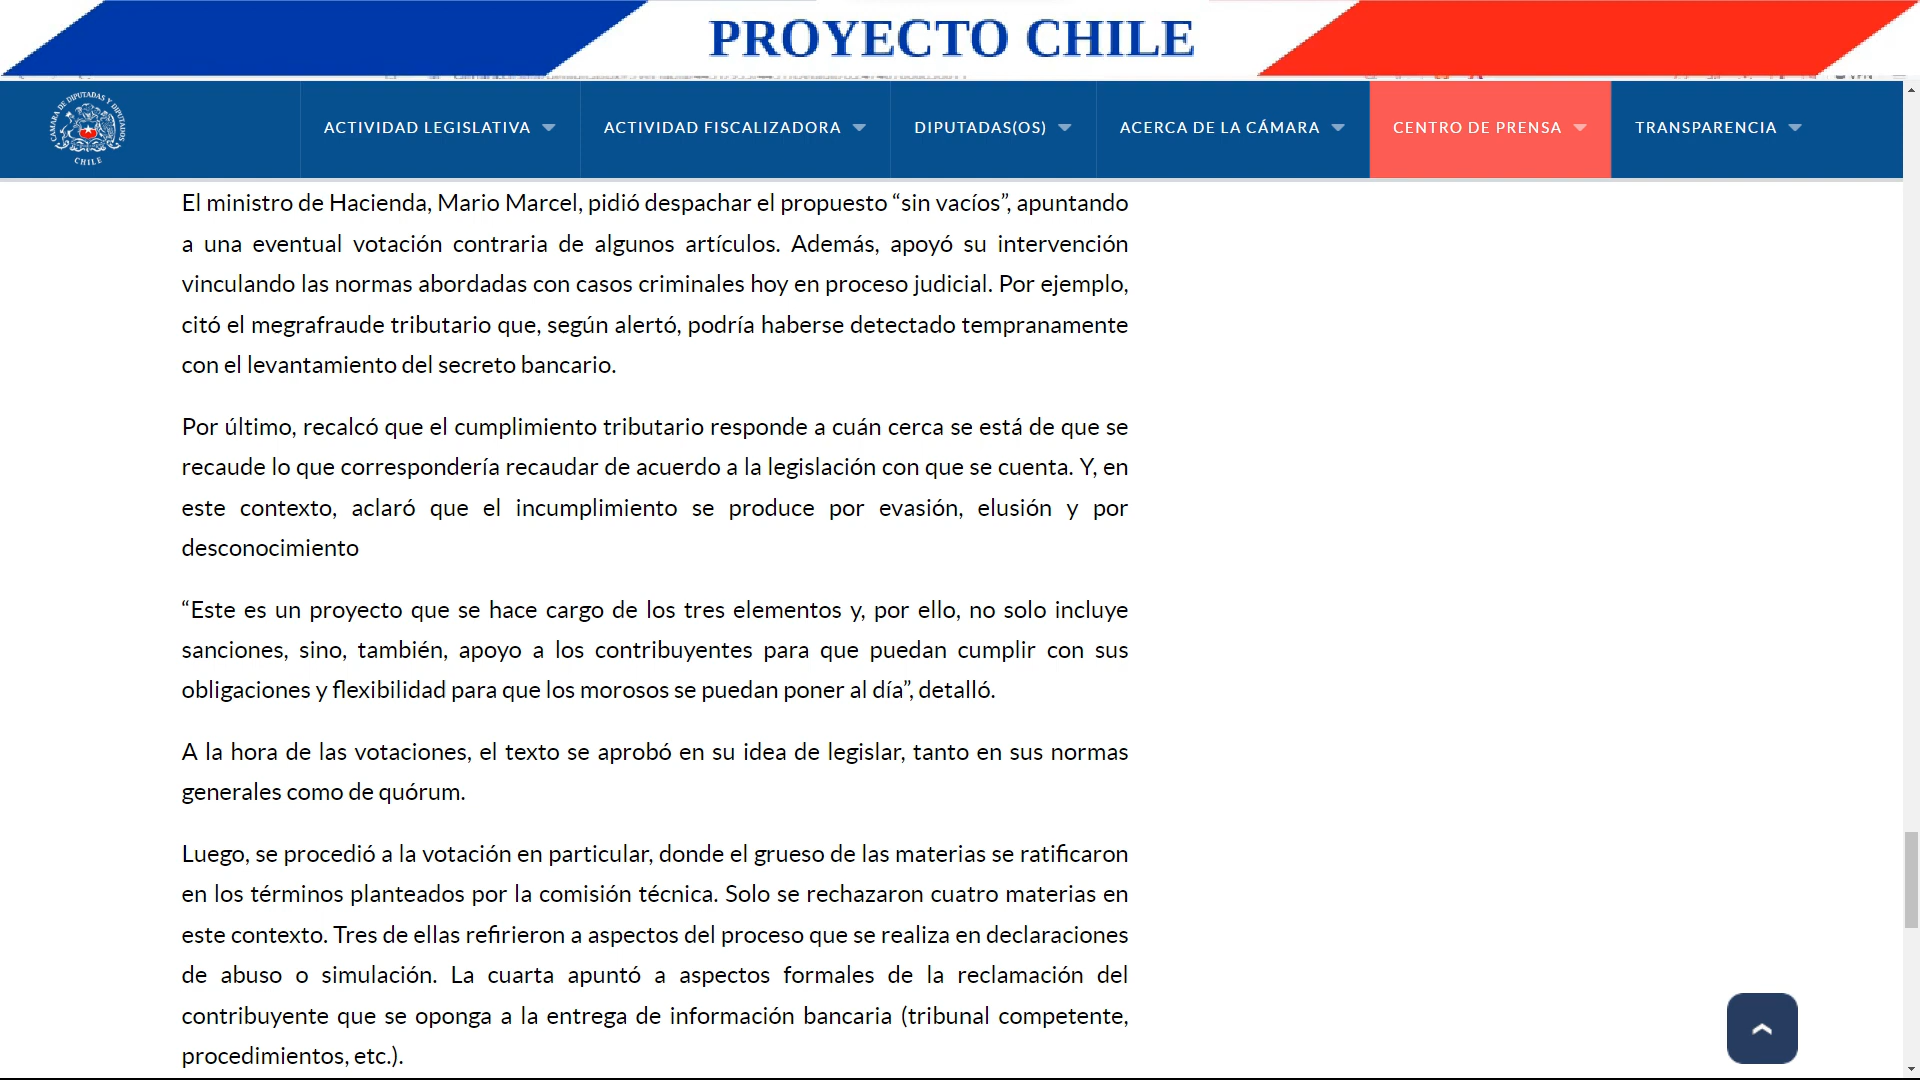 PROYECTO CHILE
CÁMARA DE DIPUTADAS Y DIPUTADOS
CHILE
ACTIVIDAD LEGISLATIVA
ACTIVIDAD FISCALIZADORA
DIPUTADAS(OS)
ACERCA DE LA CÁMARA
CENTRO DE PRENSA
TRANSPARENCIA
El ministro de Hacienda, Mario Marcel, pidió despachar el propuesto “sin vacíos”, apuntando
a una eventual votación contraria de algunos artículos. Además, apoyó su intervención
vinculando las normas abordadas con casos criminales hoy en proceso judicial. Por ejemplo,
citó el megrafraude tributario que, según alertó, podría haberse detectado tempranamente
con el levantamiento del secreto bancario.
Por último, recalcó que el cumplimiento tributario responde a cuán cerca se está de que se
recaude lo que correspondería recaudar de acuerdo a la legislación con que se cuenta. Y, en
este contexto, aclaró que el incumplimiento se produce por evasión, elusión y por
desconocimiento
“Este es un proyecto que se hace cargo de los tres elementos y, por ello, no solo incluye
sanciones, sino, también, apoyo a los contribuyentes para que puedan cumplir con sus
obligaciones y flexibilidad para que los morosos se puedan poner al día”, detalló.
A la hora de las votaciones, el texto se aprobó en su idea de legislar, tanto en sus normas
generales como de quórum.
Luego, se procedió a la votación en particular, donde el grueso de las materias se ratificaron
en los términos planteados por la comisión técnica. Solo se rechazaron cuatro materias en
este contexto. Tres de ellas refirieron a aspectos del proceso que se realiza en declaraciones
de abuso o simulación. La cuarta apuntó a aspectos formales de la reclamación del
contribuyente que se oponga a la entrega de información bancaria (tribunal competente,
procedimientos, etc.).